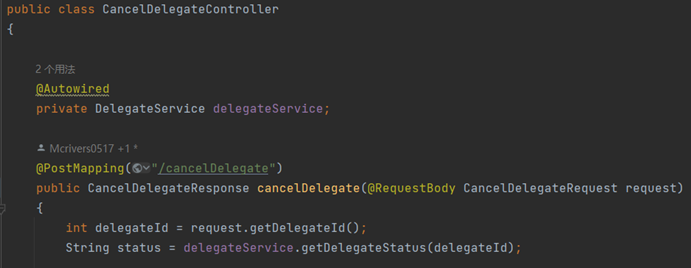 public class CancelDelegateController
{
2 个用法
@Autowired
private DelegateService delegateService;
Mcrivers0517 +1 *
@PostMapping("/cancelDelegate")
public CancelDelegateResponse cancelDelegate(@RequestBody CancelDelegateRequest request)
{
int delegateId = request.getDelegateId();
String status = delegateService.getDelegateStatus(delegateId);